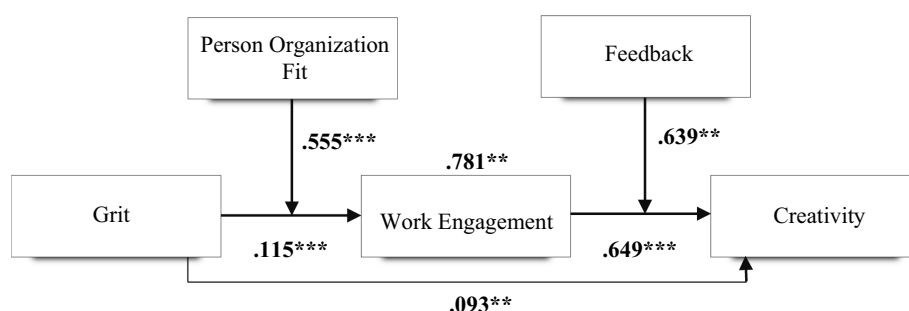 Person Organization
Fit
Feedback
.555***
.639**
.781**
Grit
Work Engagement
Creativity
.115***
.649***
.093**